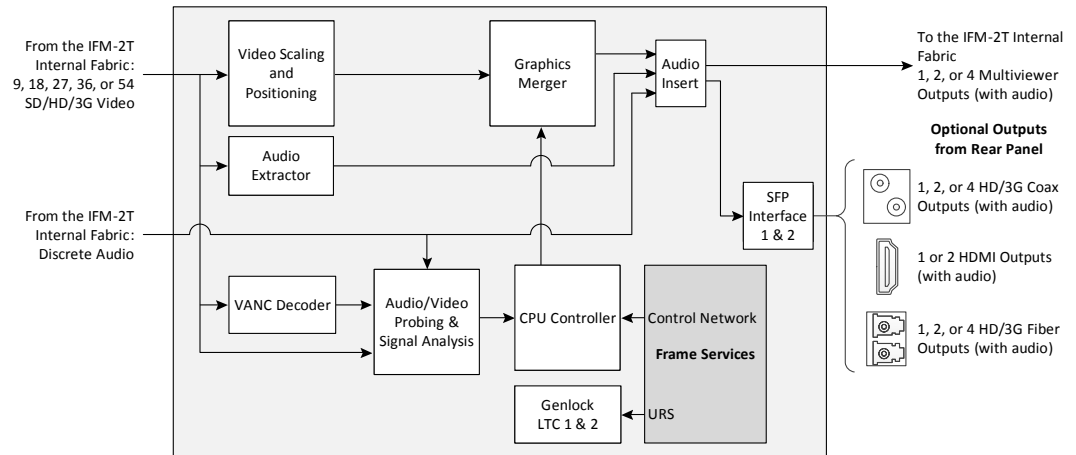 From the IFM-2T
Internal Fabric:
9, 18, 27, 36, or 54
SD/HD/3G Video
Video Scaling
and
Positioning
Graphics
Merger
Audio
Insert
To the IFM-2T Internal
Fabric
1, 2, or 4 Multiviewer
Outputs (with audio)
Optional Outputs
from Rear Panel
Audio
Extractor
SFP
Interface
1 & 2
1, 2, or 4 HD/3G Coax
Outputs (with audio)
From the IFM-2T
Internal Fabric:
Discrete Audio
1 or 2 HDMI Outputs
(with audio)
VANC Decoder
Audio/Video
Probing &
Signal Analysis
CPU Controller
Control Network
Frame Services
1, 2, or 4 HD/3G Fiber
Outputs (with audio)
Genlock
LTC 1 & 2
URS